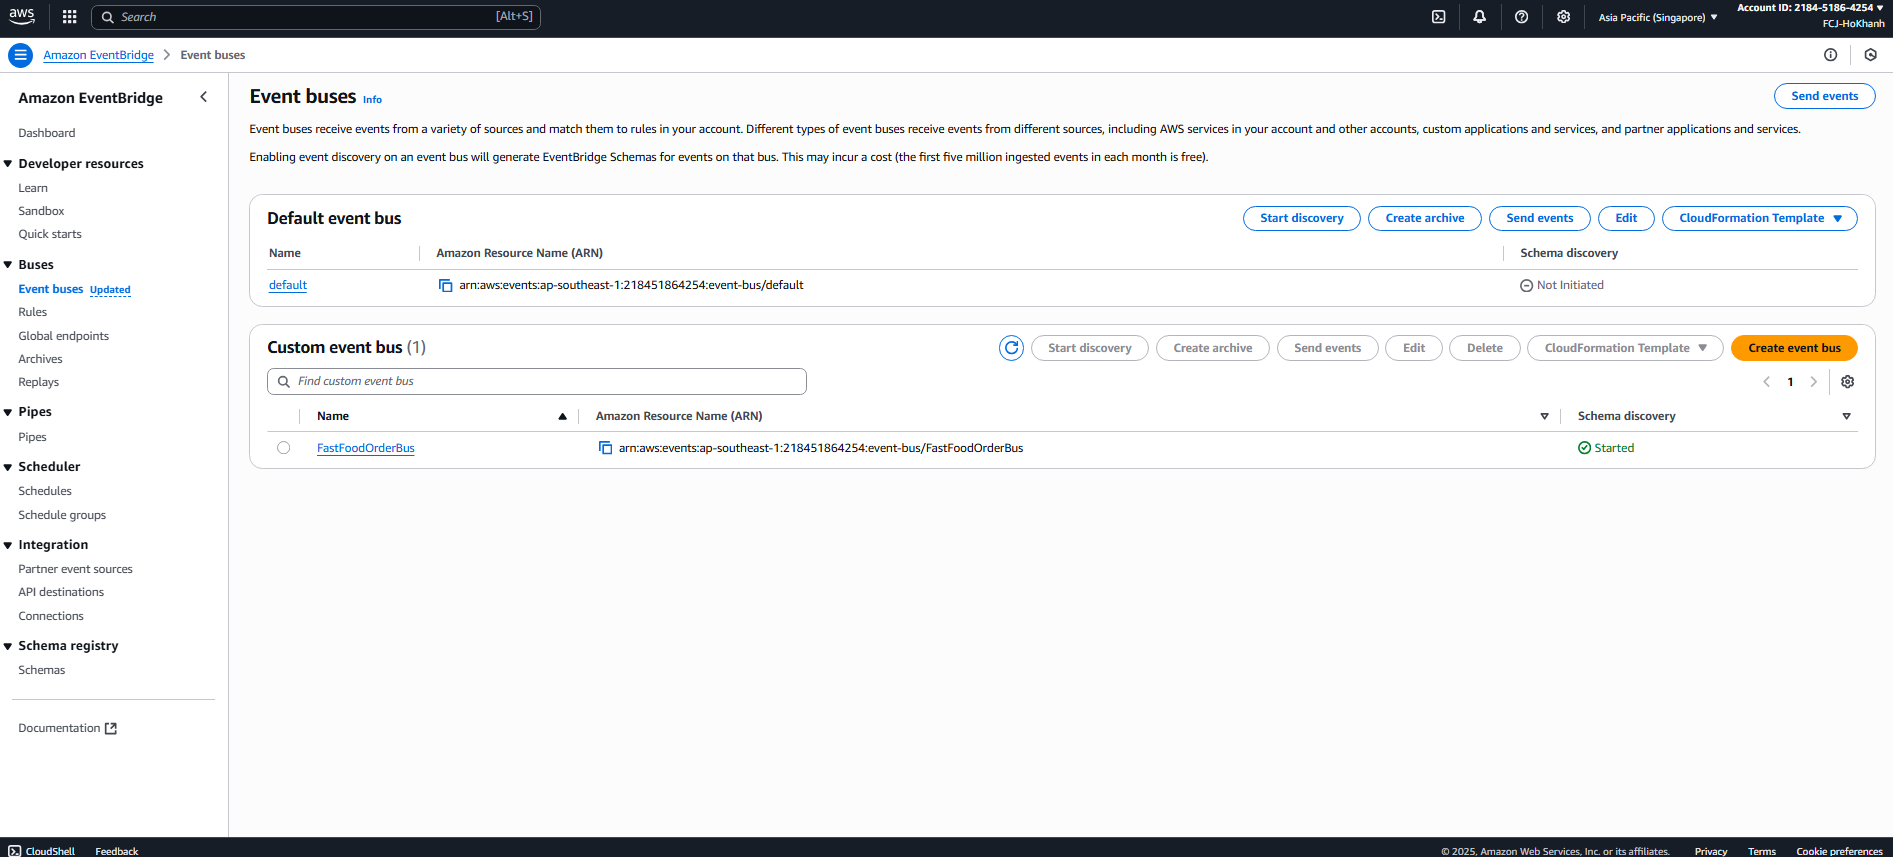 aws
Search [Alt+S]
Asia Pacific (Singapore)
Account ID: 2184-5186-4254
FCJ-HoKhanh
Amazon EventBridge
Event buses
Amazon EventBridge
Dashboard
Developer resources
Learn
Sandbox
Quick starts
Buses
Event buses Updated
Rules
Global endpoints
Archives
Replays
Pipes
Pipes
Scheduler
Schedules
Schedule groups
Integration
Partner event sources
API destinations
Connections
Schema registry
Schemas
Documentation
Event buses Info
Send events
Event buses receive events from a variety of sources and match them to rules in your account. Different types of event buses receive events from different sources, including AWS services in your account and other accounts, custom applications and services, and partner applications and services.
Enabling event discovery on an event bus will generate EventBridge Schemas for events on that bus. This may incur a cost (the first five million ingested events in each month is free).
Default event bus
Start discovery Create archive Send events Edit CloudFormation Template
Name Amazon Resource Name (ARN) Schema discovery
default arn:aws:events:ap-southeast-1:218451864254:event-bus/default Not Initiated
Custom event bus (1)
Start discovery Create archive Send events Edit Delete CloudFormation Template Create event bus
Find custom event bus
1
Name Amazon Resource Name (ARN) Schema discovery
FastFoodOrderBus arn:aws:events:ap-southeast-1:218451864254:event-bus/FastFoodOrderBus Started
CloudShell Feedback
© 2025, Amazon Web Services, Inc. or its affiliates. Privacy Terms Cookie preferences